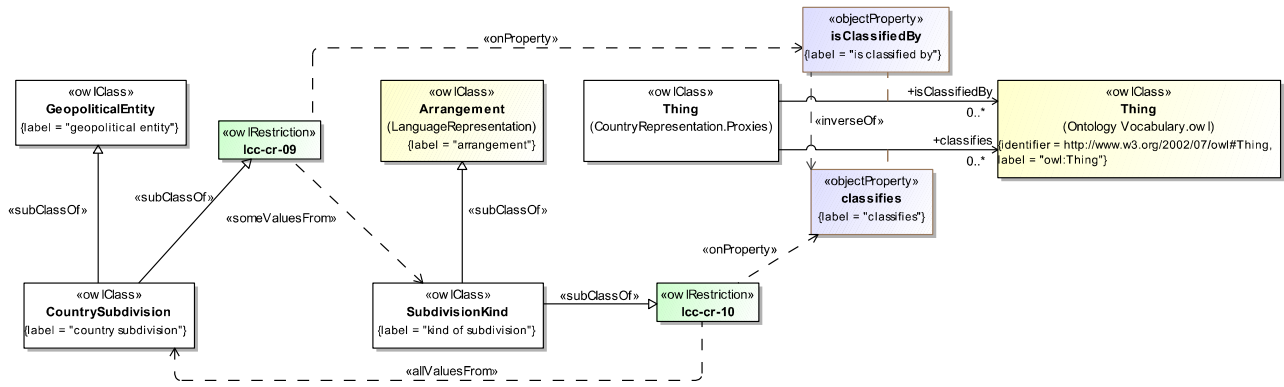 «objectProperty»
isClassifiedBy
{label = "is classified by"}
«onProperty»
«owlClass»
GeopoliticalEntity
{label = "geopolitical entity"}
«owlRestriction»
lcc-cr-09
«owlClass»
Arrangement
(LanguageRepresentation)
{label = "arrangement"}
«owlClass»
Thing
(CountryRepresentation.Proxies)
+isClassifiedBy
0..*
«inverseOf»
+classifies
0..*
«owlClass»
Thing
(Ontology Vocabulary.owl)
{identifier = http://www.w3.org/2002/07/owl#Thing,
label = "owl:Thing"}
«objectProperty»
classifies
{label = "classifies"}
«subClassOf»
«subClassOf»
«someValuesFrom»
«subClassOf»
«onProperty»
«owlClass»
CountrySubdivision
{label = "country subdivision"}
«owlClass»
SubdivisionKind
{label = "kind of subdivision"}
«subClassOf»
«owlRestriction»
lcc-cr-10
«allValuesFrom»